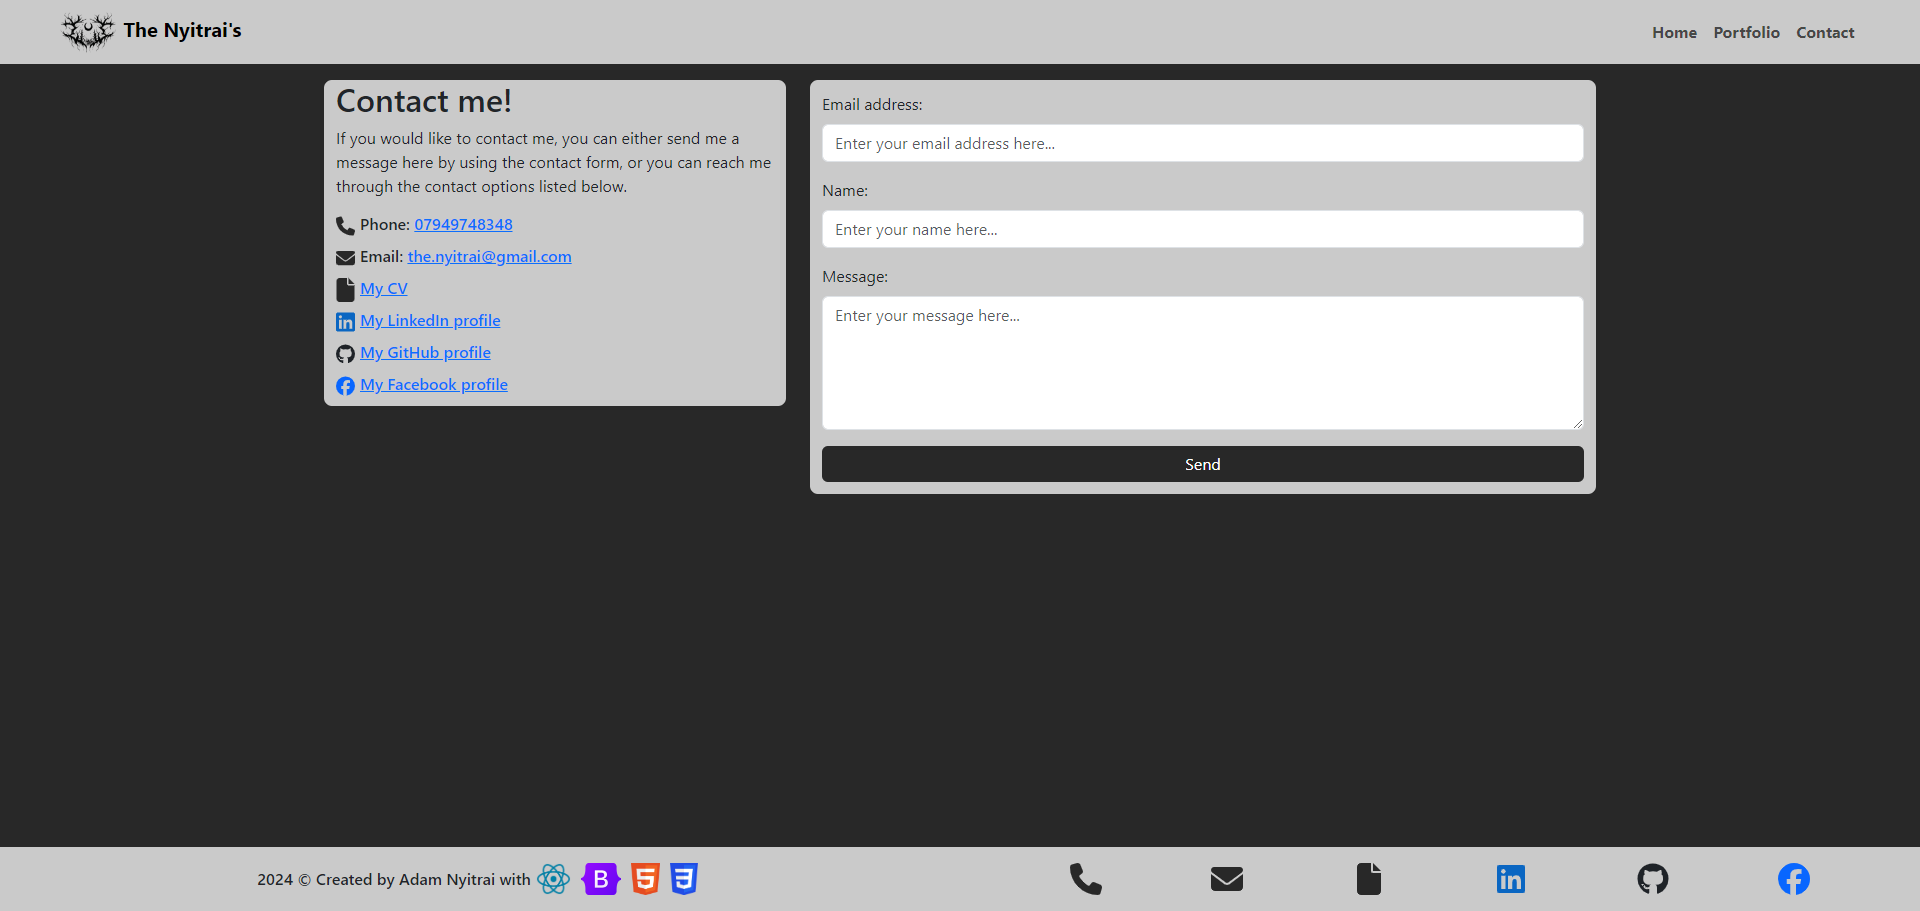 The Nyitrai's
Home Portfolio Contact
Contact me!
If you would like to contact me, you can either send me a
message here by using the contact form, or you can reach me
through the contact options listed below.
Phone: 07949748348
Email: the.nyitrai@gmail.com
My CV
My LinkedIn profile
My GitHub profile
My Facebook profile
Email address:
Enter your email address here...
Name:
Enter your name here...
Message:
Enter your message here...
Send
2024 © Created by Adam Nyitrai with